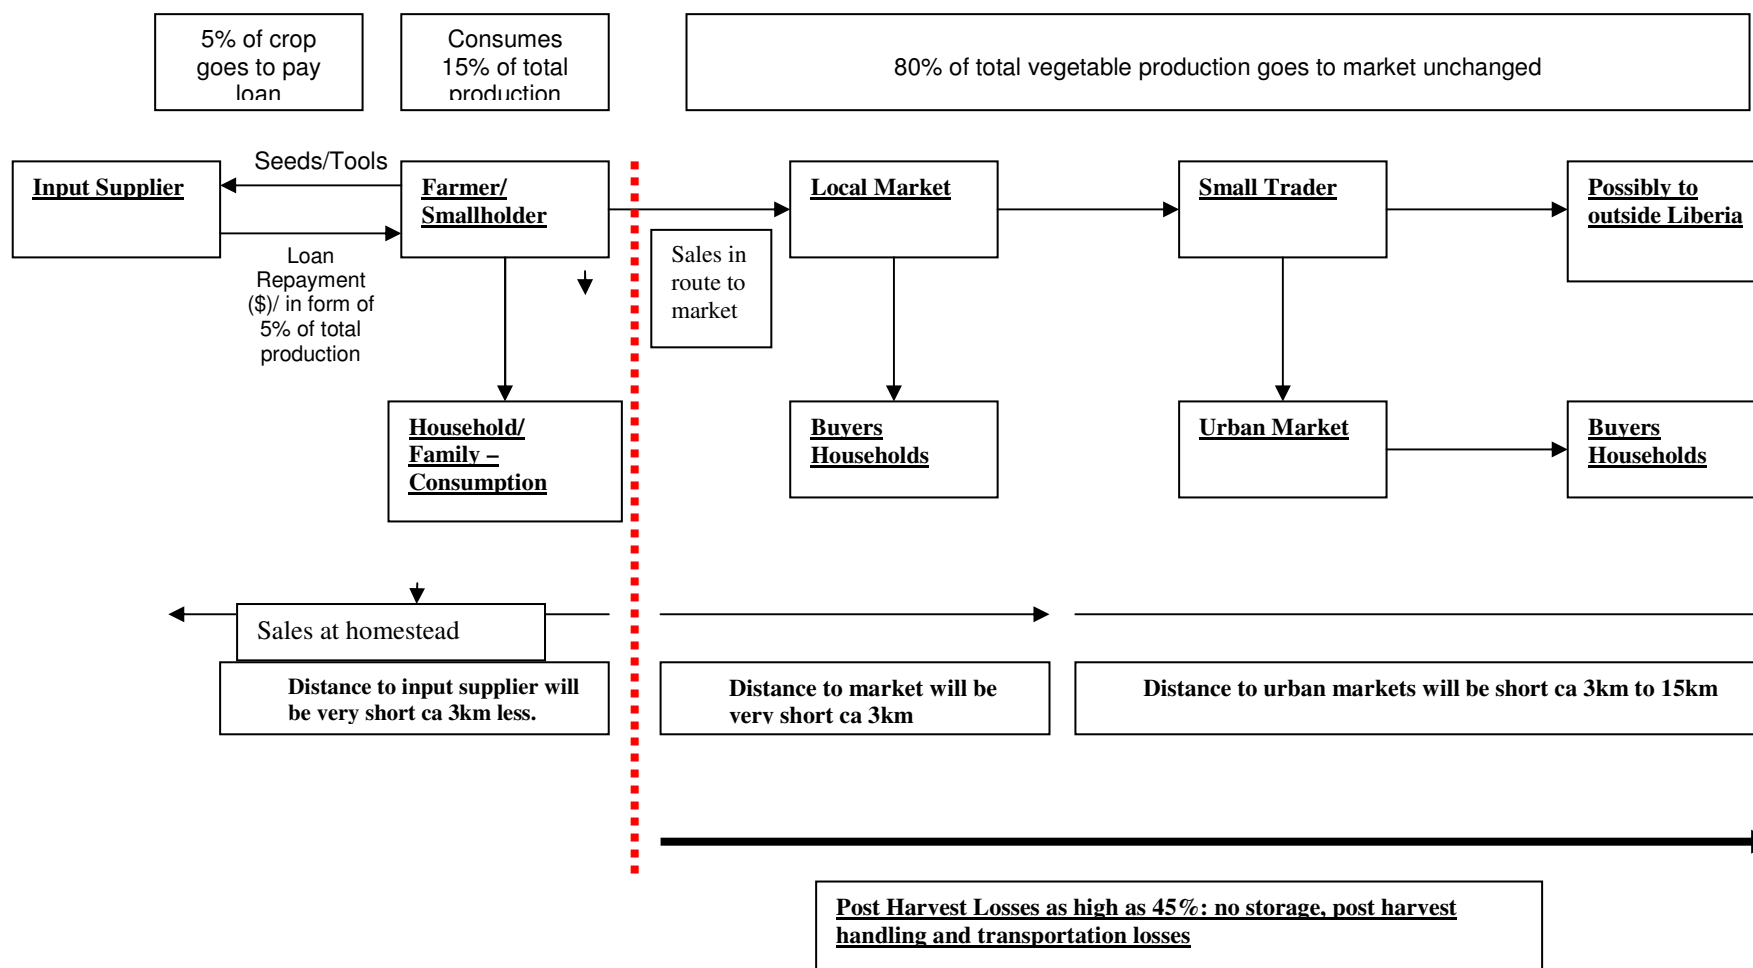 5% of crop
goes to pay
loan
Consumes
15% of total
production
80% of total vegetable production goes to market unchanged
Seeds/Tools
Input Supplier
Farmer/
Smallholder
Local Market
Small Trader
Possibly to
outside Liberia
Loan
Repayment
($)/ in form of
5% of total
production
Sales in
route to
market
Household/
Family –
Consumption
Buyers
Households
Urban Market
Buyers
Households
Sales at homestead
Distance to input supplier will
be very short ca 3km less.
Distance to market will be
very short ca 3km
Distance to urban markets will be short ca 3km to 15km
Post Harvest Losses as high as 45%: no storage, post harvest
handling and transportation losses